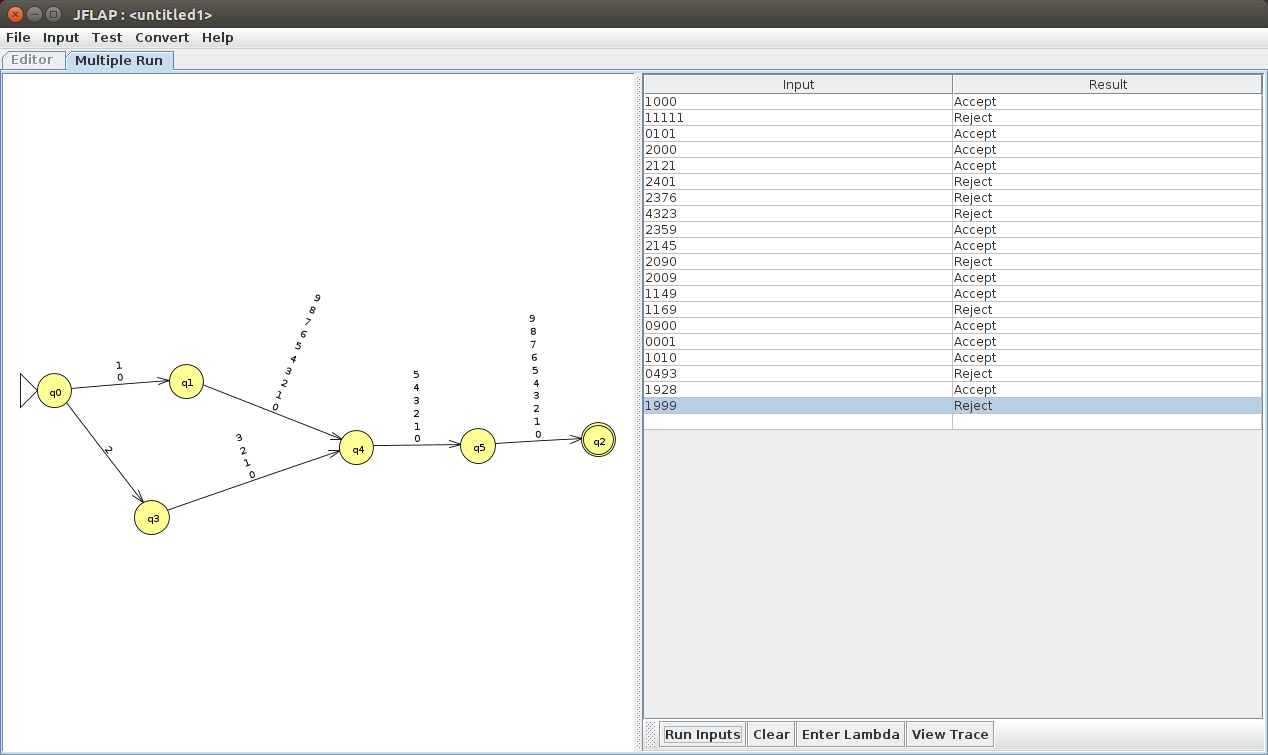 JFLAP : <untitled1>
File Input Test Convert Help
Editor Multiple Run
Input Result
1000 Accept
11111 Reject
0101 Accept
2000 Accept
2121 Accept
2401 Reject
2376 Reject
4323 Reject
2359 Accept
2145 Accept
2090 Reject
2009 Accept
1149 Accept
1169 Reject
0900 Accept
0001 Accept
1010 Accept
0493 Reject
1928 Accept
1999 Reject
9
8
7
6
5
4
3
2
1
0
9
8
7
6
5
4
3
2
1
0
1
0
5
4
3
2
1
0
3
2
1
0
2
q0
q1
q4
q5
q2
q3
Run Inputs Clear Enter Lambda View Trace